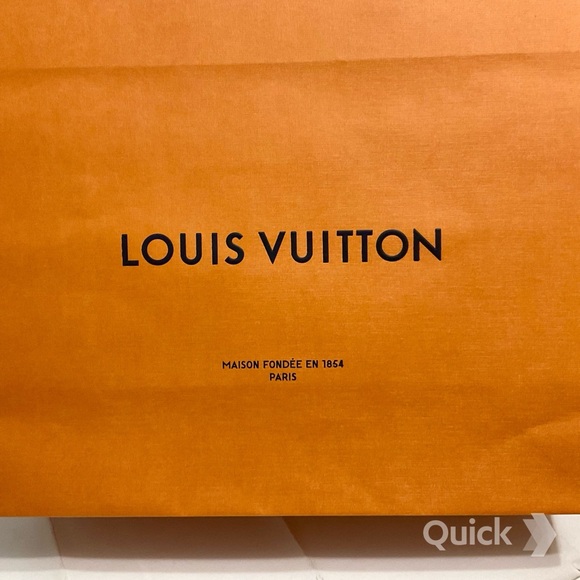 LOUIS VUITTON
MAISON FONDÉE EN 1854
PARIS
Quick